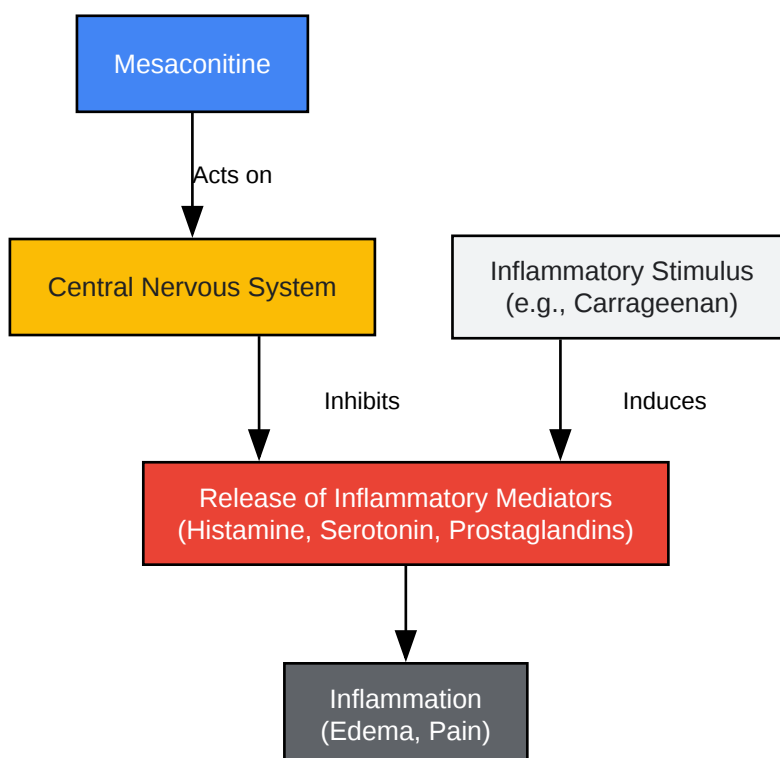 Mesaconitine
Acts on
Central Nervous System
Inflammatory Stimulus
(e.g., Carrageenan)
Inhibits
Induces
Release of Inflammatory Mediators
(Histamine, Serotonin, Prostaglandins)
Inflammation
(Edema, Pain)